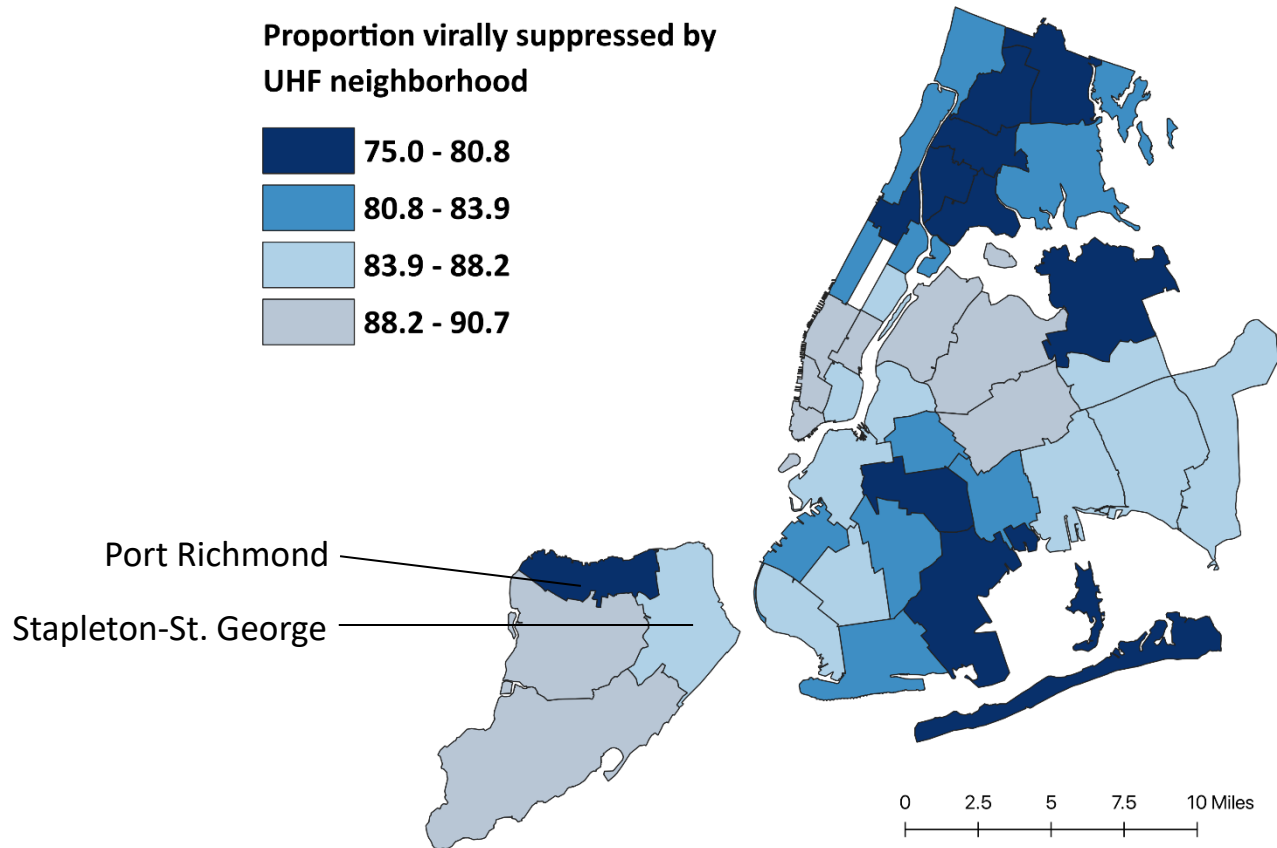 Proportion virally suppressed by
UHF neighborhood
75.0 - 80.8
80.8 - 83.9
83.9 - 88.2
88.2 - 90.7
Port Richmond
Stapleton-St. George
0 2.5 5 7.5 10 Miles